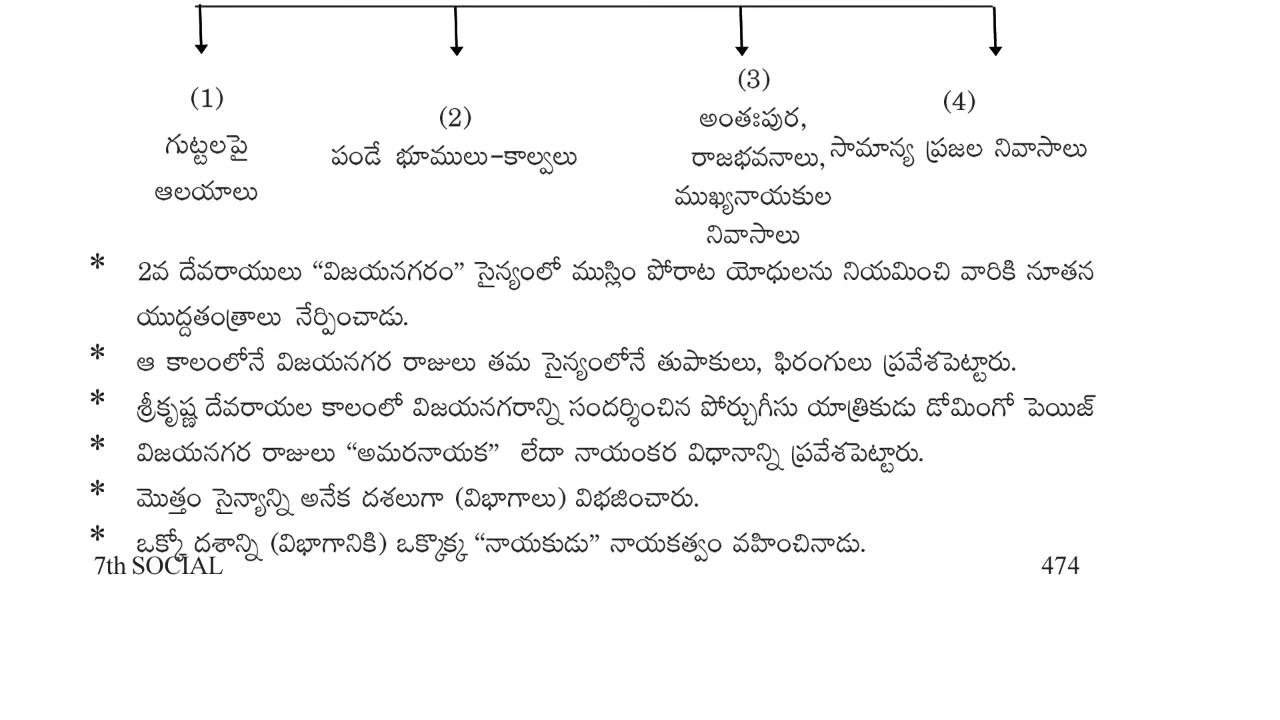 (1)
గుట్టలపై
ఆలయాలు
(2)
పండే భూములు-కాల్వలు
(3)
అంతఃపుర,
రాజభవనాలు,
ముఖ్యనాయకుల
నివాసాలు
(4)
సామాన్య ప్రజల నివాసాలు
* 2వ దేవరాయులు “విజయనగరం” సైన్యంలో ముస్లిం పోరాట యోధులను నియమించి వారికి నూతన
యుద్దతంత్రాలు నేర్పించాడు.
* ఆ కాలంలోనే విజయనగర రాజులు తమ సైన్యంలోనే తుపాకులు, ఫిరంగులు ప్రవేశపెట్టారు.
* శ్రీకృష్ణ దేవరాయల కాలంలో విజయనగరాన్ని సందర్శించిన పోర్చుగీసు యాత్రికుడు డోమింగో పెయిజ్
* విజయనగర రాజులు “అమరనాయక” లేదా నాయంకర విధానాన్ని ప్రవేశపెట్టారు.
* మొత్తం సైన్యాన్ని అనేక దశలుగా (విభాగాలు) విభజించారు.
* ఒక్కో దశాన్ని (విభాగానికి) ఒక్కొక్క “నాయకుడు” నాయకత్వం వహించినాడు.
7th SOCIAL 474